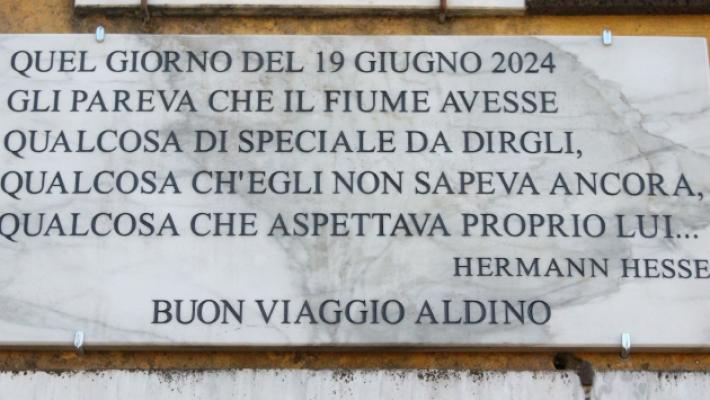 QUEL GIORNO DEL 19 GIUGNO 2024
GLI PAREVA CHE IL FIUME AVESSE
QUALCOSA DI SPECIALE DA DIRGLI,
QUALCOSA CH'EGLI NON SAPEVA ANCORA,
QUALCOSA CHE ASPETTAVA PROPRIO LUI...
HERMANN HESSE
BUON VIAGGIO ALDINO